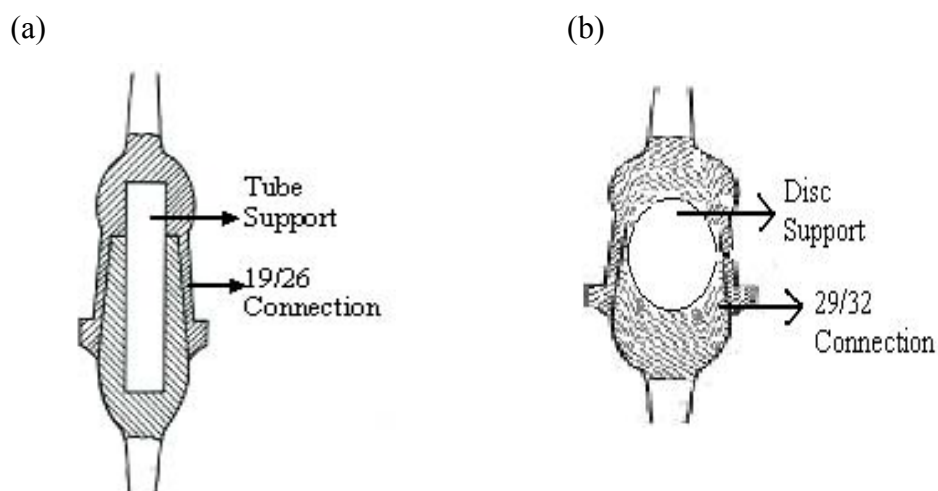 (a)
(b)
Tube
Support
19/26
Connection
Disc
Support
29/32
Connection